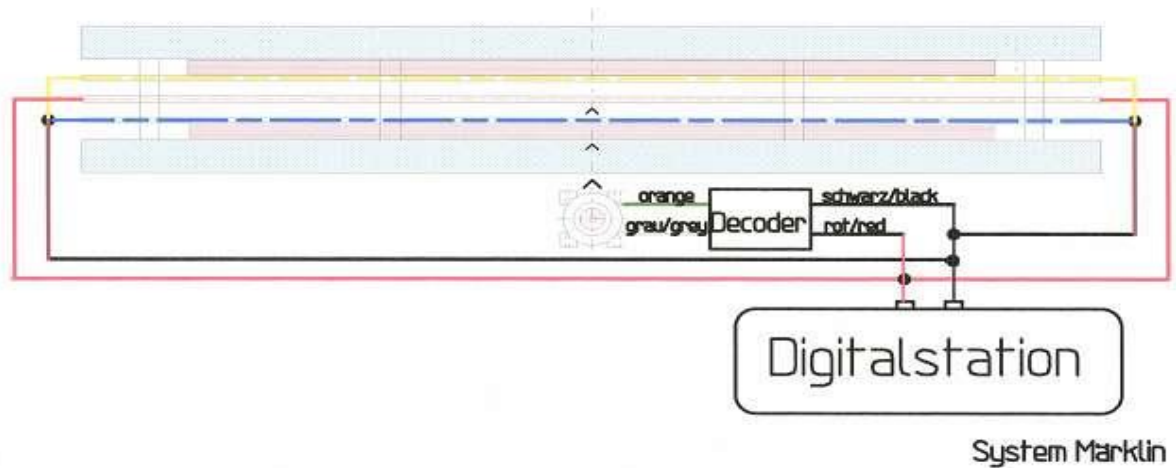 orange
schwarz/black
grau/grey
Decoder
rot/red
Digitalstation
System Märklin